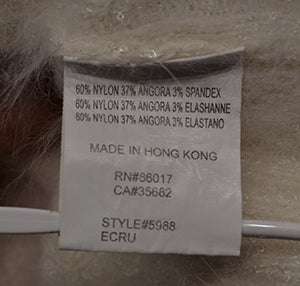 60% NYLON 37% ANGORA 3% SPANDEX
60% NYLON 37% ANGORA 3% ELASHANNE
60% NYLON 37% ANGORA 3% ELASTANO
MADE IN HONG KONG
RN#86017
CA#35662
STYLE#5988
ECRU